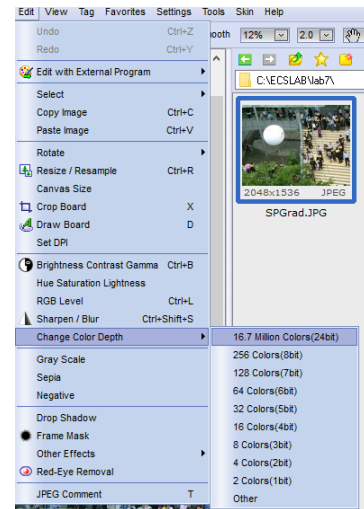 Edit View Tag Favorites Settings Tools Skin Help
Undo Ctrl+Z
Redo Ctrl+Y
Edit with External Program
Select
Copy Image Ctrl+C
Paste Image Ctrl+V
Rotate
Resize / Resample Ctrl+R
Canvas Size
Crop Board X
Draw Board D
Set DPI
Brightness Contrast Gamma Ctrl+B
Hue Saturation Lightness
RGB Level Ctrl+L
Sharpen / Blur Ctrl+Shift+S
Change Color Depth
Gray Scale
Sepia
Negative
Drop Shadow
Frame Mask
Other Effects
Red-Eye Removal
JPEG Comment T
ooth 12% 2.0
C:\ECSLAB\lab7\
2048x1536 JPEG
SPGrad.JPG
16.7 Million Colors(24bit)
256 Colors(8bit)
128 Colors(7bit)
64 Colors(6bit)
32 Colors(5bit)
16 Colors(4bit)
8 Colors(3bit)
4 Colors(2bit)
2 Colors(1bit)
Other